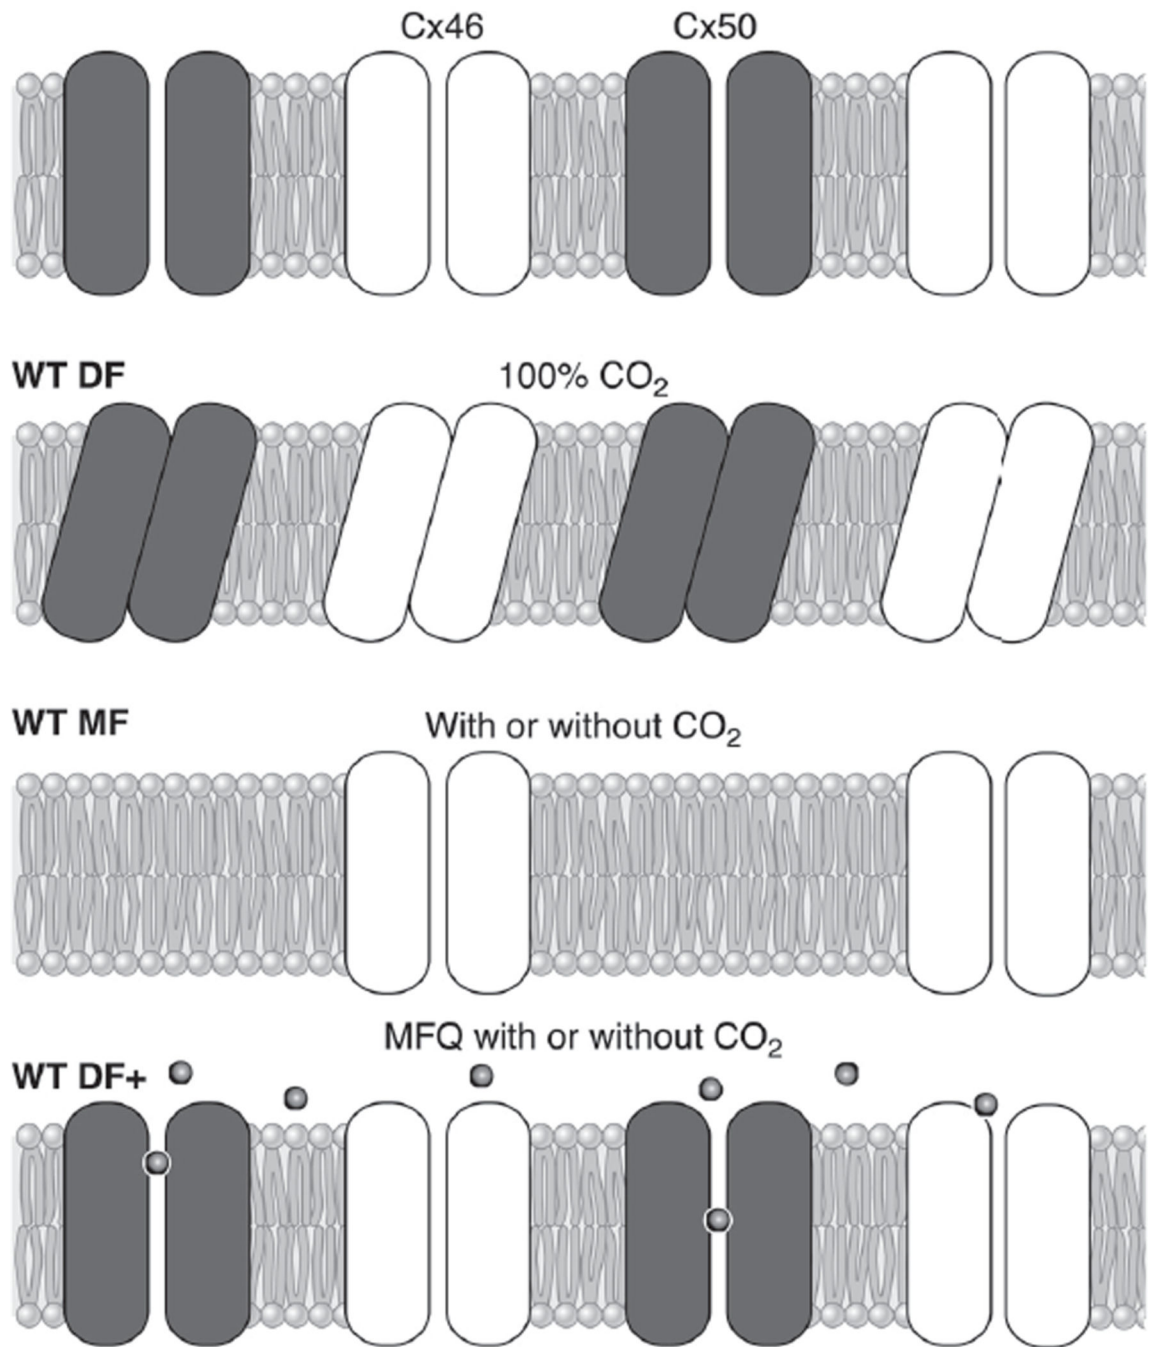 Cx46 Cx50
WT DF 100% CO₂
WT MF With or without CO₂
MFQ with or without CO₂
WT DF+